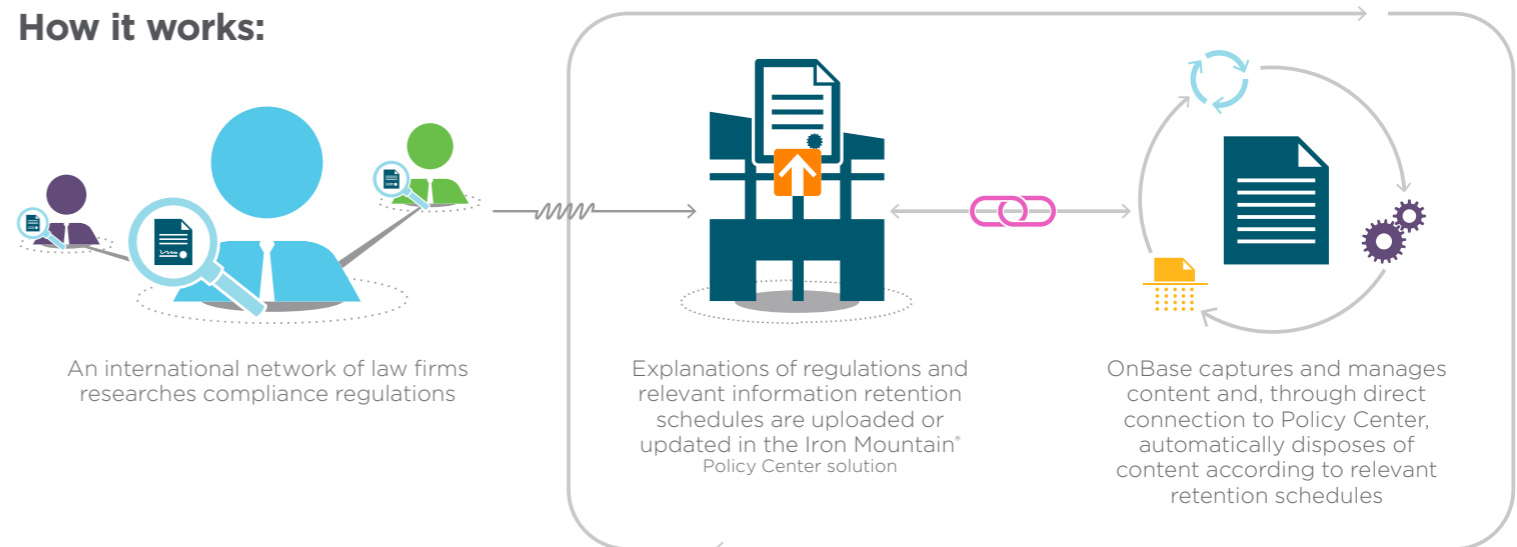 How it works:
An international network of law firms
researches compliance regulations
Explanations of regulations and
relevant information retention
schedules are uploaded or
updated in the Iron Mountain®
Policy Center solution
OnBase captures and manages
content and, through direct
connection to Policy Center,
automatically disposes of
content according to relevant
retention schedules